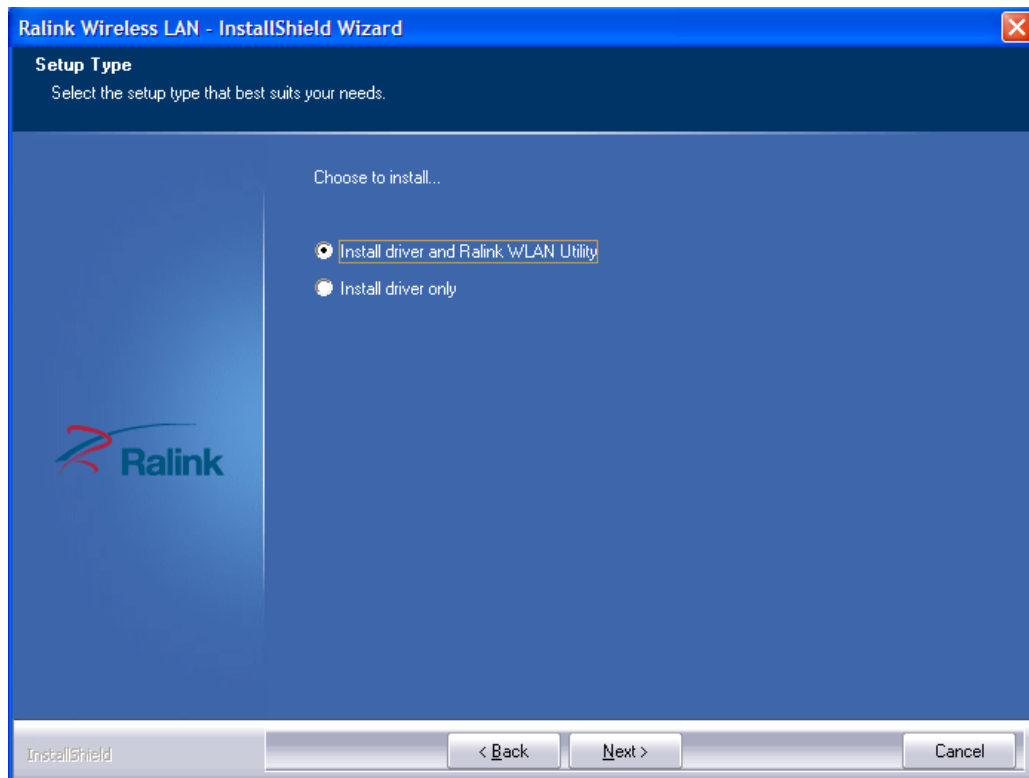 Ralink Wireless LAN - InstallShield Wizard
Setup Type
Select the setup type that best suits your needs.
Choose to install...
Install driver and Ralink WLAN Utility
Install driver only
Ralink
InstallShield
< Back
Next >
Cancel